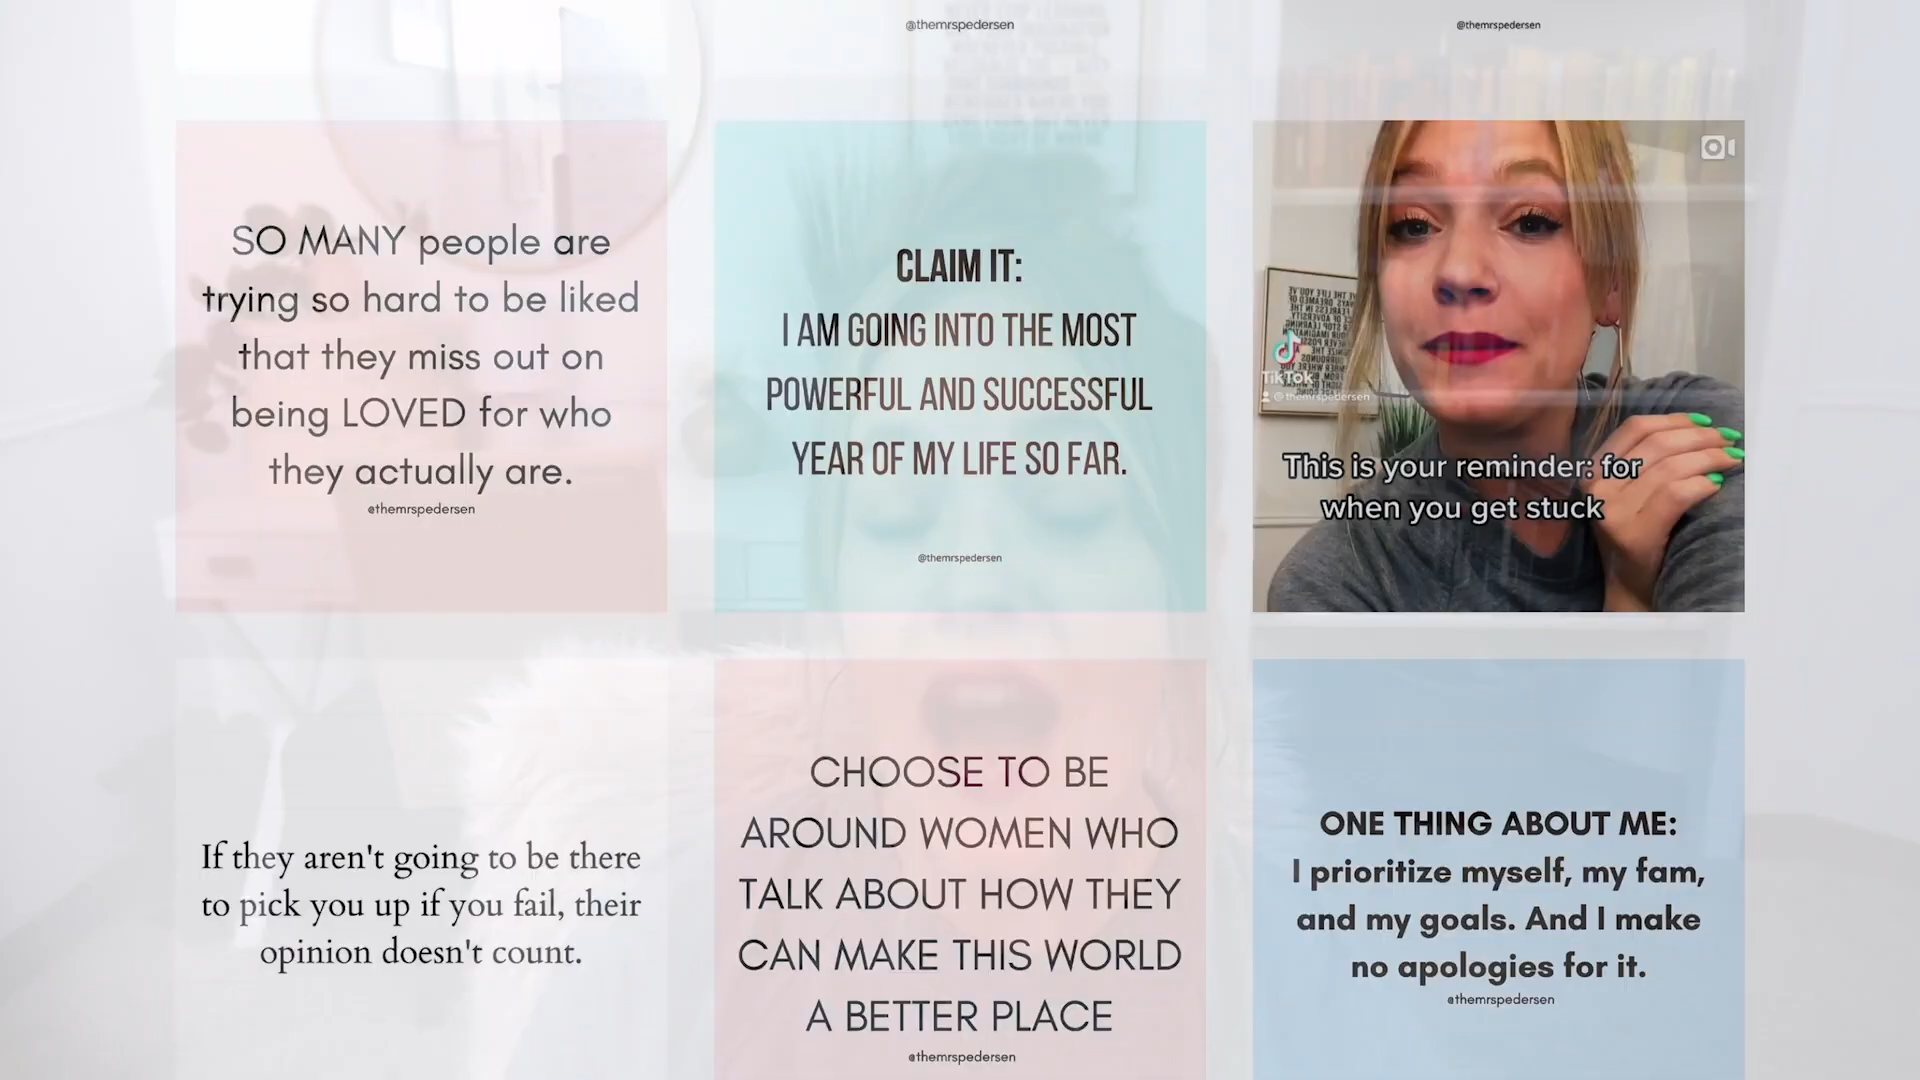 @themrspedersen
@themrspedersen
SO MANY people are
trying so hard to be liked
that they miss out on
being LOVED for who
they actually are.
@themrspedersen
CLAIM IT:
I AM GOING INTO THE MOST
POWERFUL AND SUCCESSFUL
YEAR OF MY LIFE SO FAR.
@themrspedersen
TikTok
@themrspedersen
This is your reminder: for
when you get stuck
If they aren't going to be there
to pick you up if you fail, their
opinion doesn't count.
CHOOSE TO BE
AROUND WOMEN WHO
TALK ABOUT HOW THEY
CAN MAKE THIS WORLD
A BETTER PLACE
@themrspedersen
ONE THING ABOUT ME:
I prioritize myself, my fam,
and my goals. And I make
no apologies for it.
@themrspedersen